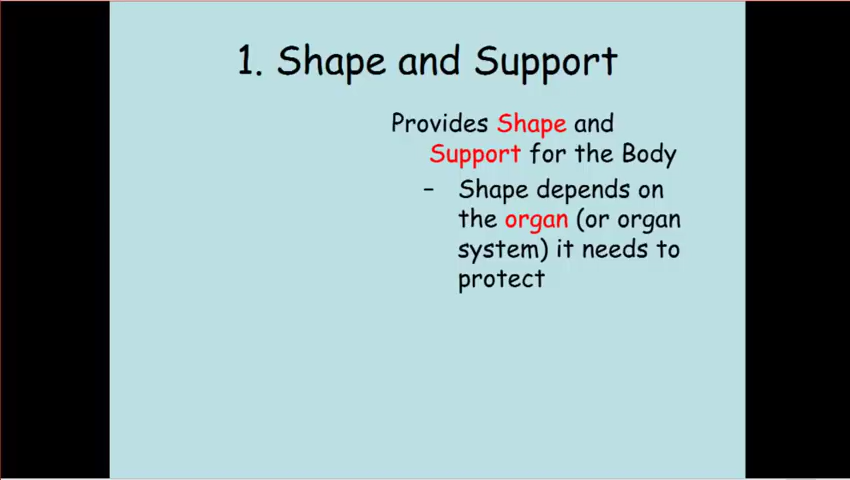 1. Shape and Support
Provides Shape and
Support for the Body
– Shape depends on
the organ (or organ
system) it needs to
protect